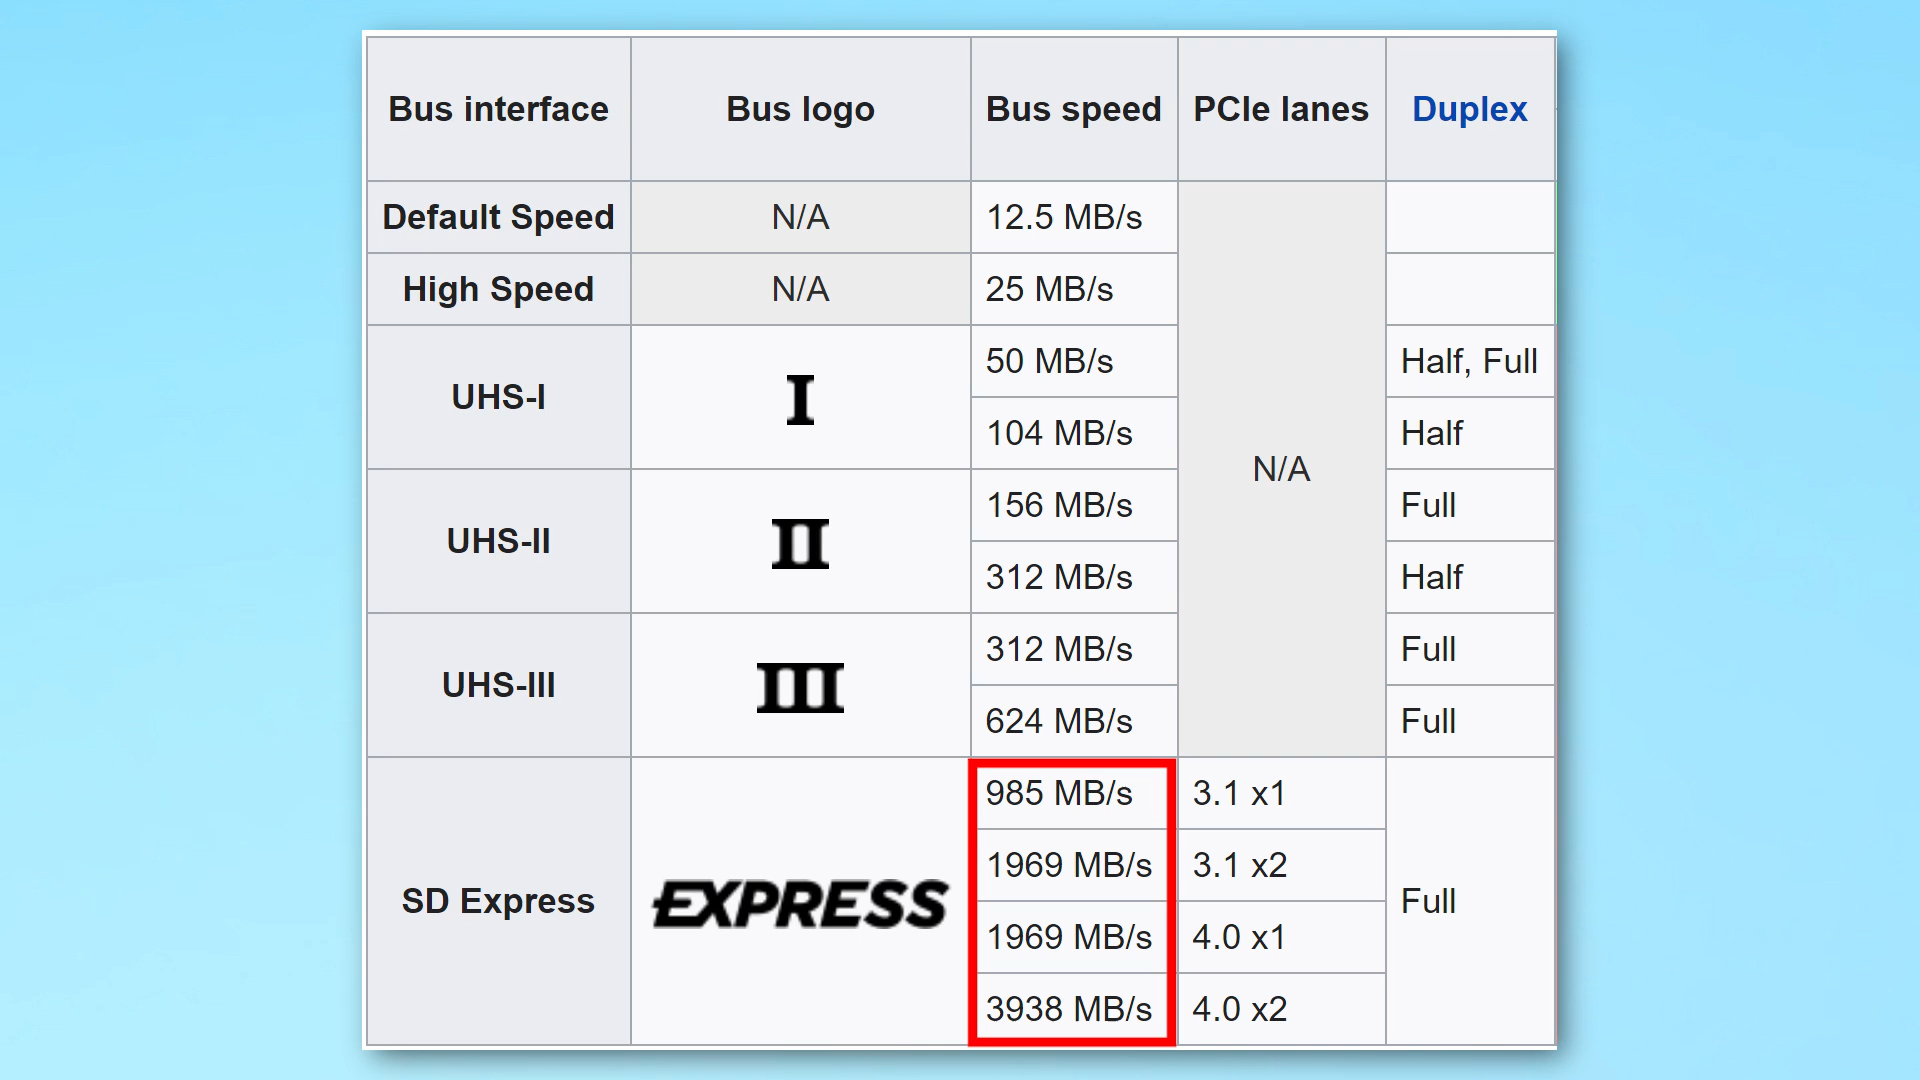 Bus interface Bus logo Bus speed PCIe lanes Duplex
Default Speed N/A 12.5 MB/s
High Speed N/A 25 MB/s
UHS-I I 50 MB/s Half, Full
104 MB/s Half
N/A
UHS-II II 156 MB/s Full
312 MB/s Half
UHS-III III 312 MB/s Full
624 MB/s Full
SD Express EXPRESS 985 MB/s 3.1 x1 Full
1969 MB/s 3.1 x2
1969 MB/s 4.0 x1
3938 MB/s 4.0 x2